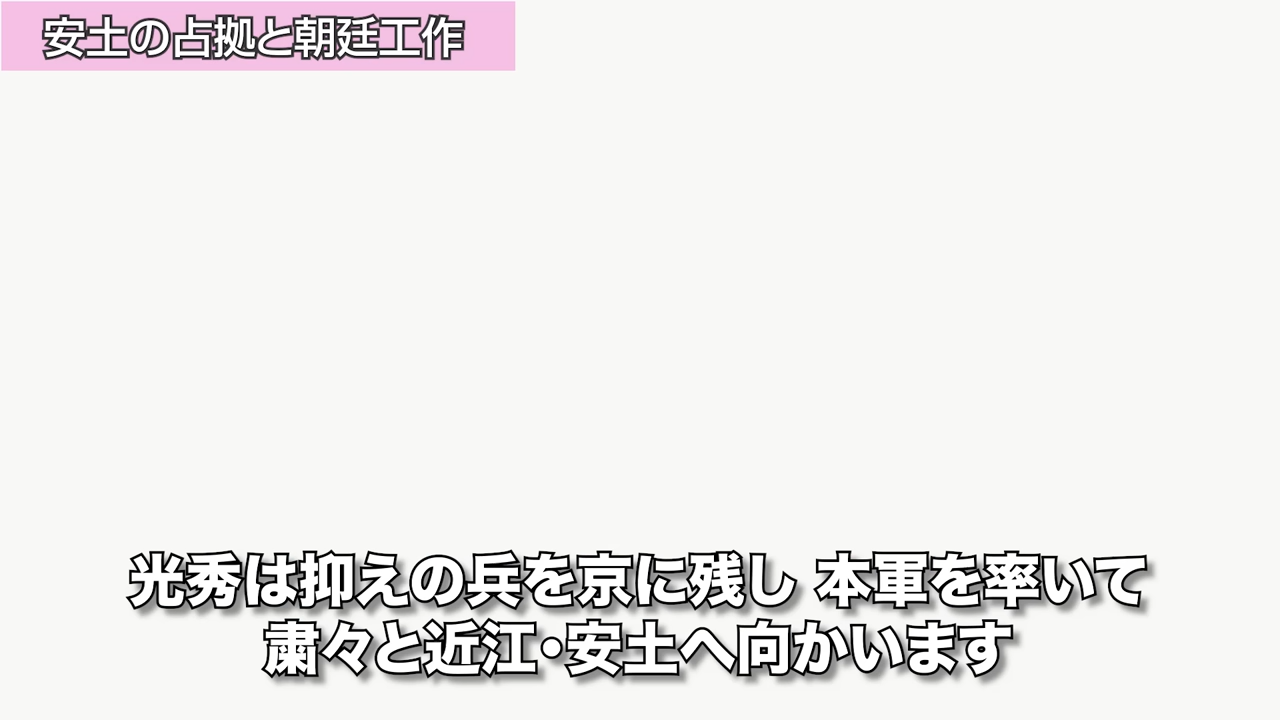 安土の占拠と朝廷工作
光秀は抑えの兵を京に残し 本軍を率いて
粛々と近江・安土へ向かいます